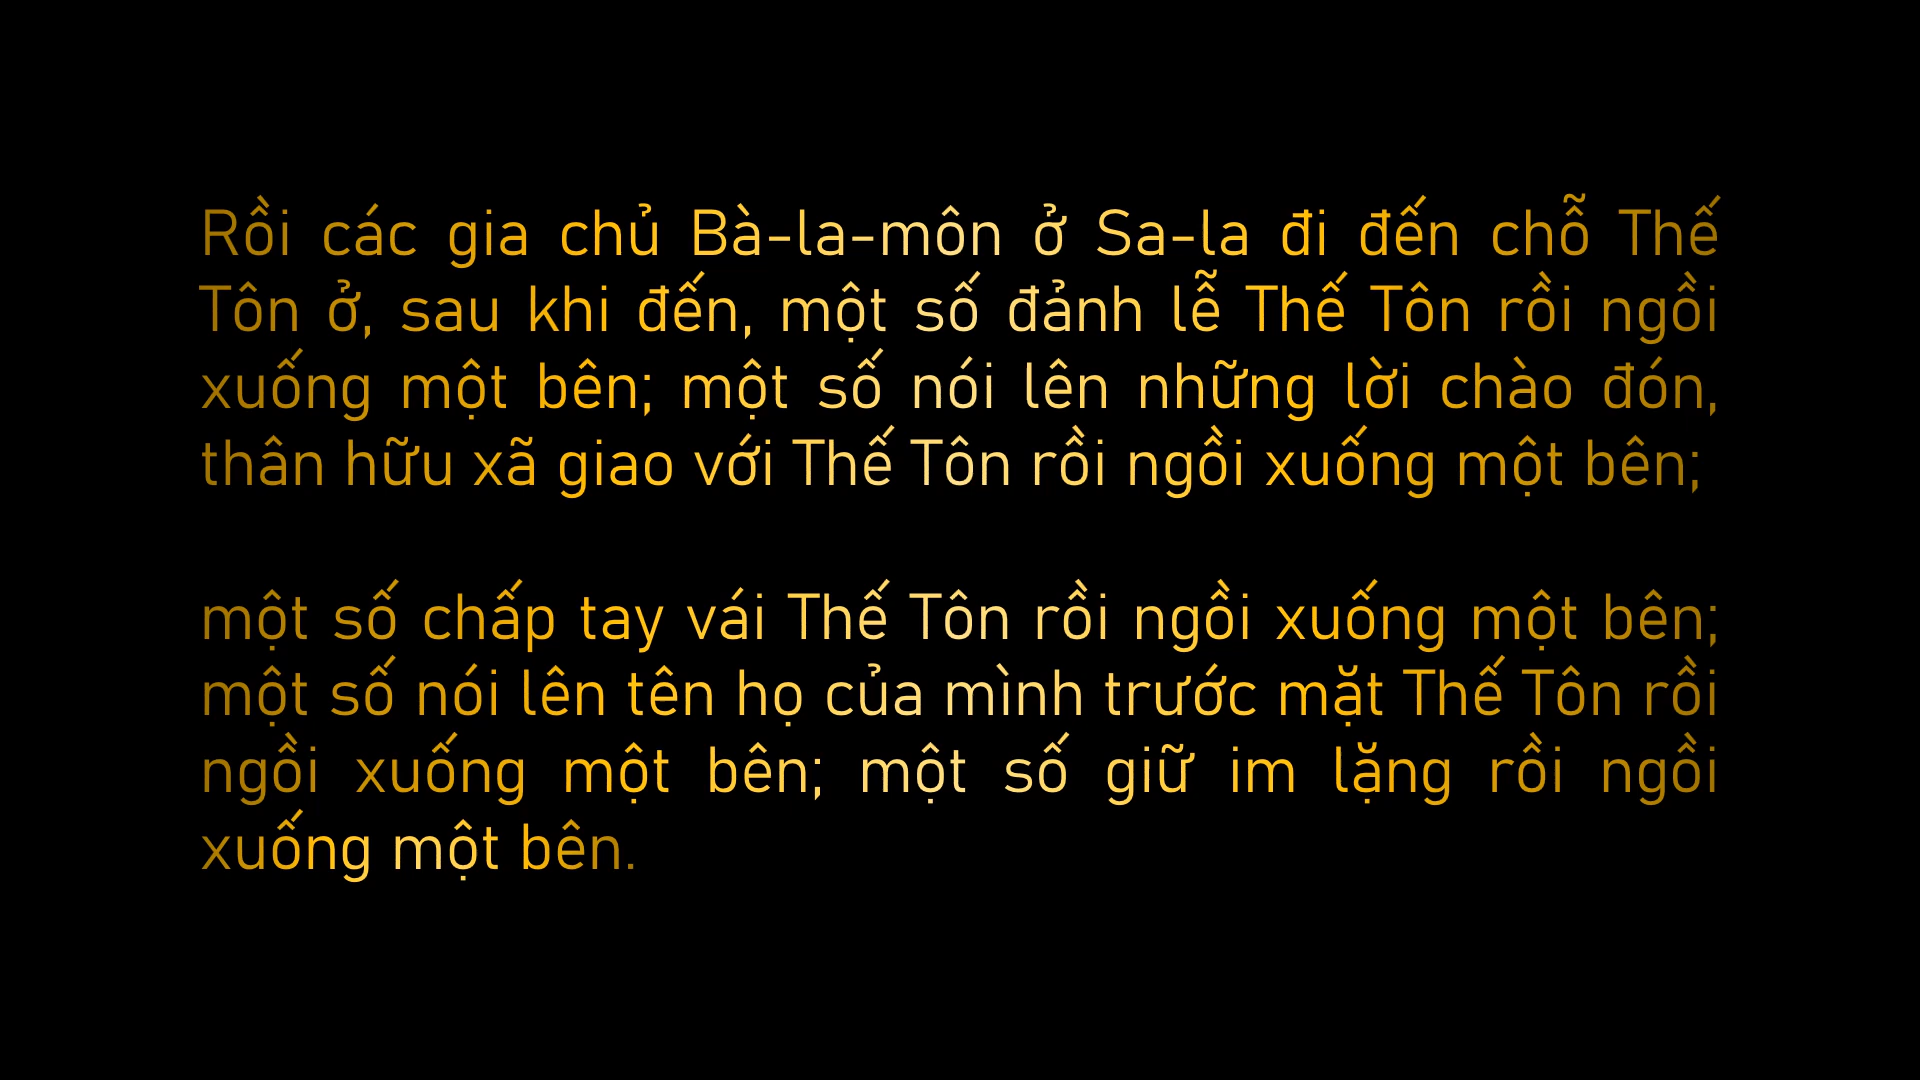 Rồi các gia chủ Bà-la-môn ở Sa-la đi đến chỗ Thế
Tôn ở, sau khi đến, một số đảnh lễ Thế Tôn rồi ngồi
xuống một bên; một số nói lên những lời chào đón,
thân hữu xã giao với Thế Tôn rồi ngồi xuống một bên;
một số chấp tay vái Thế Tôn rồi ngồi xuống một bên;
một số nói lên tên họ của mình trước mặt Thế Tôn rồi
ngồi xuống một bên; một số giữ im lặng rồi ngồi
xuống một bên.